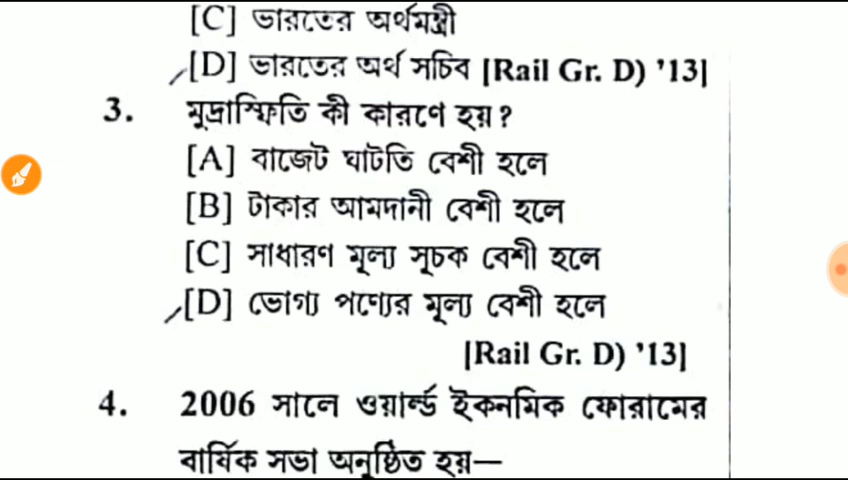 [C] ভারতের অর্থমন্ত্রী
[D] ভারতের অর্থ সচিব [Rail Gr. D) '13]
3. মুদ্রাস্ফিতি কী কারণে হয়?
[A] বাজেট ঘাটতি বেশী হলে
[B] টাকার আমদানী বেশী হলে
[C] সাধারণ মূল্য সূচক বেশী হলে
[D] ভোগ্য পণ্যের মূল্য বেশী হলে
[Rail Gr. D) '13]
4. 2006 সালে ওয়ার্ল্ড ইকনমিক ফোরামের
বার্ষিক সভা অনুষ্ঠিত হয়—